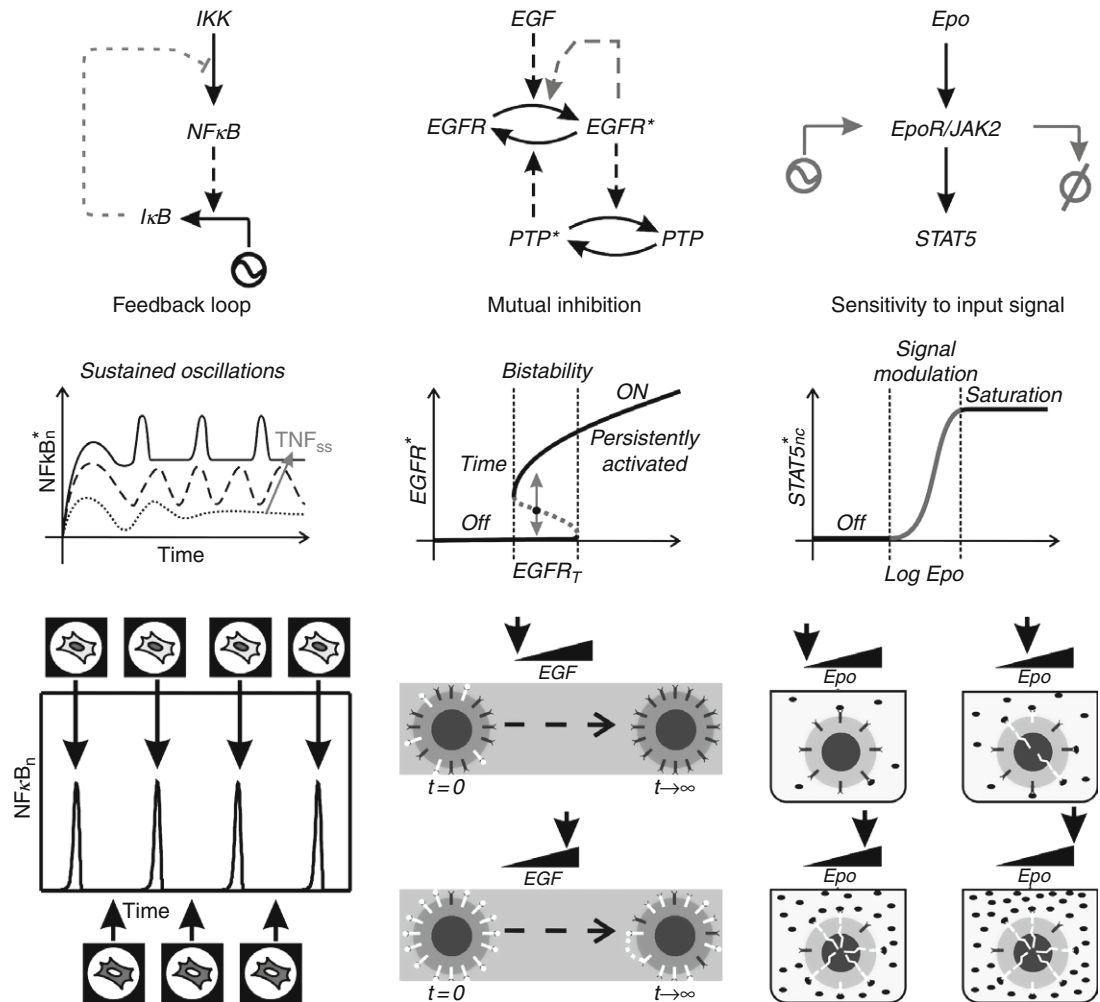 IKK
NFκB
IκB
Feedback loop
EGF
EGFR
EGFR*
PTP*
PTP
Mutual inhibition
Epo
EpoR/JAK2
STAT5
Sensitivity to input signal
Sustained oscillations
NFkB*n
TNFss
Time
Bistability
ON
EGFR*
Time
Persistently
activated
Off
EGFR_T
Signal
modulation
Saturation
STAT5*nc
Off
Log Epo
NFκBn
Time
EGF
t=0
t→∞
EGF
t=0
t→∞
Epo
Epo
Epo
Epo